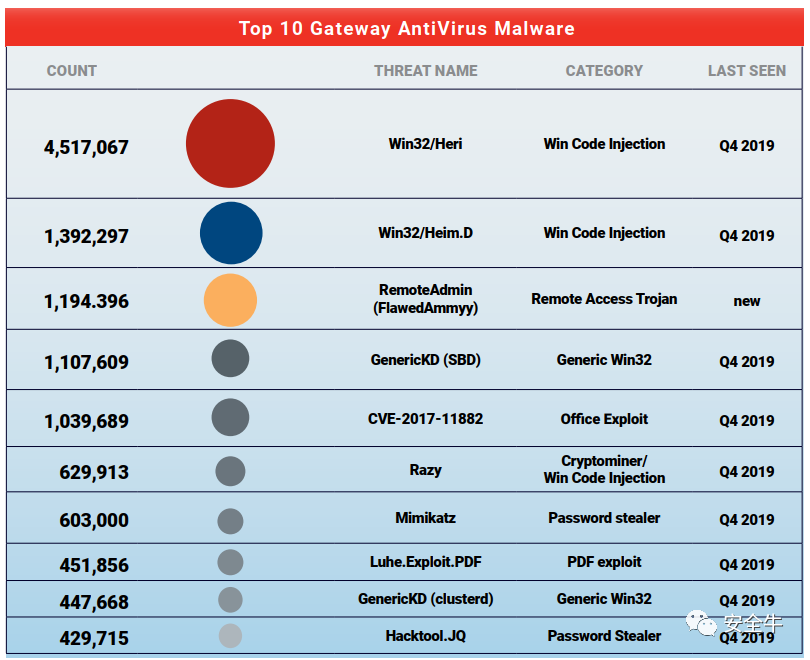 Top 10 Gateway AntiVirus Malware
COUNT THREAT NAME CATEGORY LAST SEEN
4,517,067 Win32/Heri Win Code Injection Q4 2019
1,392,297 Win32/Heim.D Win Code Injection Q4 2019
1,194.396 RemoteAdmin (FlawedAmmyy) Remote Access Trojan new
1,107,609 GenericKD (SBD) Generic Win32 Q4 2019
1,039,689 CVE-2017-11882 Office Exploit Q4 2019
629,913 Razy Cryptominer/ Win Code Injection Q4 2019
603,000 Mimikatz Password stealer Q4 2019
451,856 Luhe.Exploit.PDF PDF exploit Q4 2019
447,668 GenericKD (clusterd) Generic Win32 Q4 2019
429,715 Hacktool.JQ Password Stealer Q4 2019
安全牛